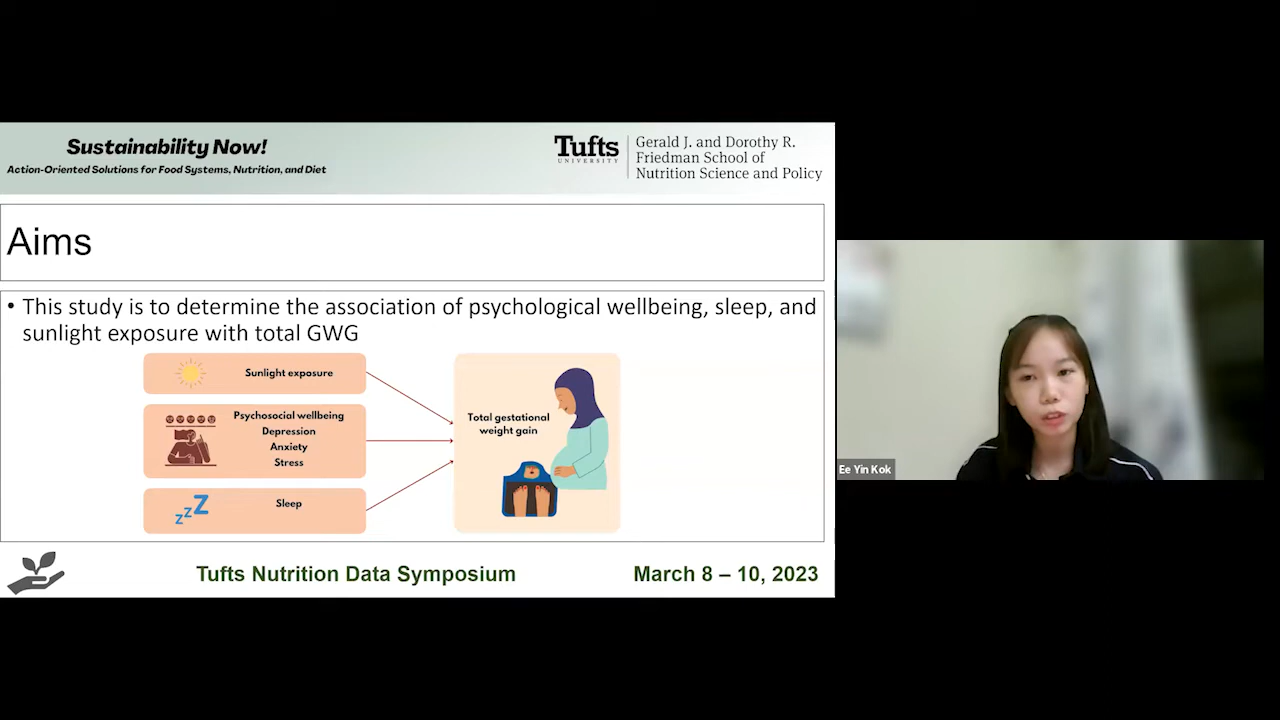 Sustainability Now!
Action-Oriented Solutions for Food Systems, Nutrition, and Diet
Tufts
UNIVERSITY
Gerald J. and Dorothy R.
Friedman School of
Nutrition Science and Policy
Aims
• This study is to determine the association of psychological wellbeing, sleep, and
sunlight exposure with total GWG
Sunlight exposure
Psychosocial wellbeing
Depression
Anxiety
Stress
Sleep
zzZ
Total gestational
weight gain
Tufts Nutrition Data Symposium
March 8 – 10, 2023
Ee Yin Kok